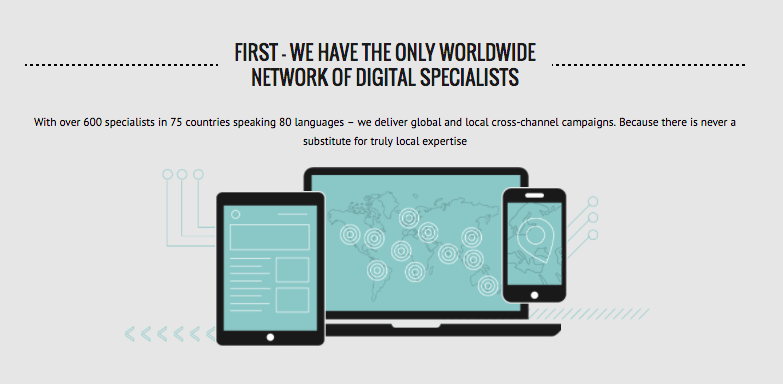 FIRST - WE HAVE THE ONLY WORLDWIDE
NETWORK OF DIGITAL SPECIALISTS
With over 600 specialists in 75 countries speaking 80 languages – we deliver global and local cross-channel campaigns. Because there is never a
substitute for truly local expertise